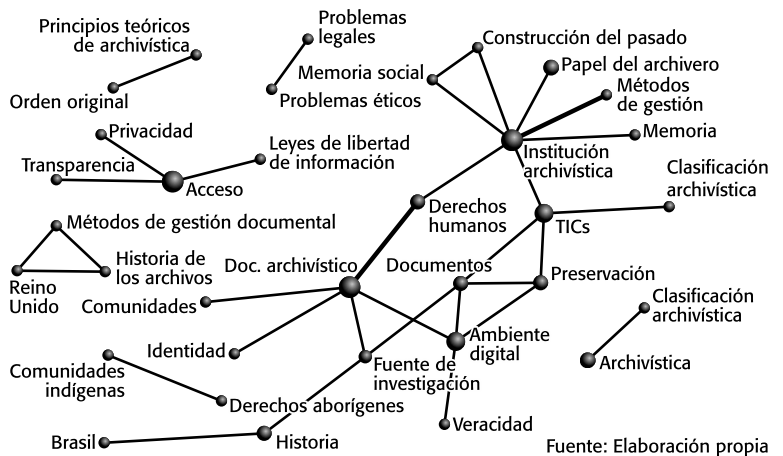 Principios teóricos
de archivística
Orden original
Problemas
legales
Problemas éticos
Construcción del pasado
Memoria social
Papel del archivero
Métodos
de gestión
Memoria
Institución
archivística
Privacidad
Transparencia
Leyes de libertad
de información
Acceso
Clasificación
archivística
Derechos
humanos
TICs
Métodos de gestión documental
Historia de
los archivos
Reino
Unido
Doc. archivístico
Documentos
Preservación
Comunidades
Identidad
Ambiente
digital
Clasificación
archivística
Archivística
Comunidades
indígenas
Fuente de
investigación
Derechos aborígenes
Veracidad
Brasil
Historia
Fuente: Elaboración propia